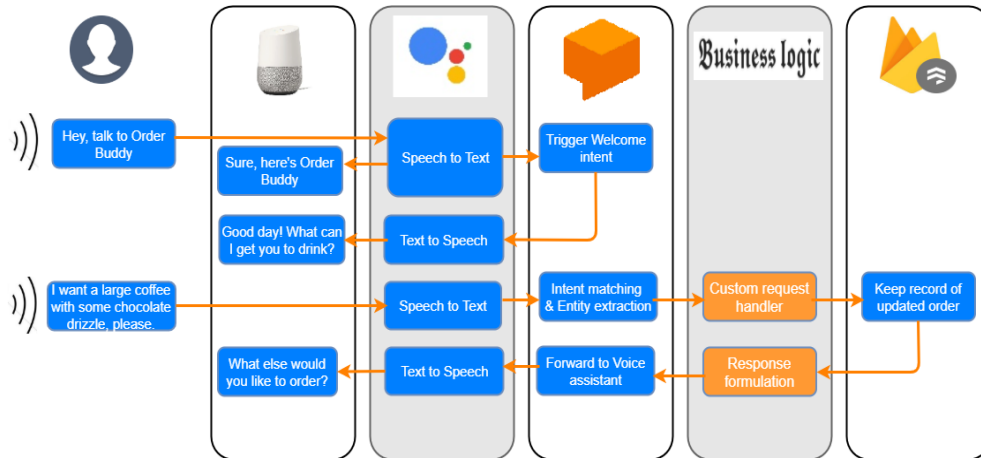 Business logic
Hey, talk to Order
Buddy
Sure, here's Order
Buddy
Speech to Text
Trigger Welcome
intent
Good day! What can
I get you to drink?
Text to Speech
I want a large coffee
with some chocolate
drizzle, please.
Speech to Text
Intent matching
& Entity extraction
Custom request
handler
Keep record of
updated order
What else would
you like to order?
Text to Speech
Forward to Voice
assistant
Response
formulation